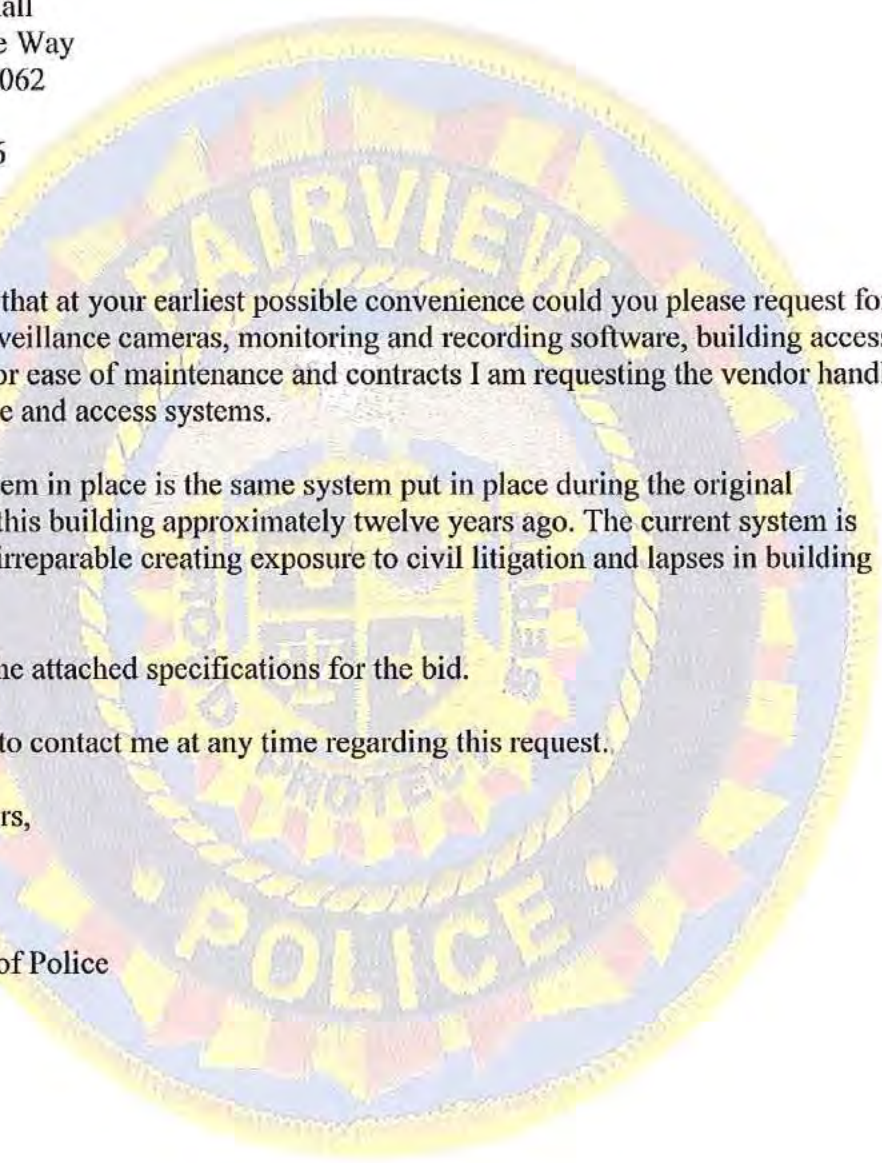 all
e Way
062
6
that at your earliest possible convenience could you please request fo
veillance cameras, monitoring and recording software, building access
or ease of maintenance and contracts I am requesting the vendor handl
e and access systems.
em in place is the same system put in place during the original
this building approximately twelve years ago. The current system is
irreparable creating exposure to civil litigation and lapses in building
he attached specifications for the bid.
to contact me at any time regarding this request.
rs,
of Police
FAIRVIEW
SER
PROTECT
POLICE